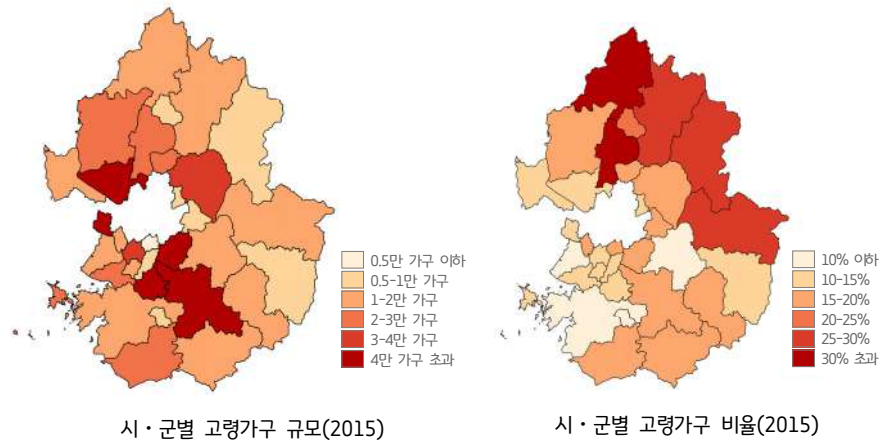 0.5만 가구 이하
0.5-1만 가구
1-2만 가구
2-3만 가구
3-4만 가구
4만 가구 초과
시・군별 고령가구 규모(2015)
10% 이하
10-15%
15-20%
20-25%
25-30%
30% 초과
시・군별 고령가구 비율(2015)